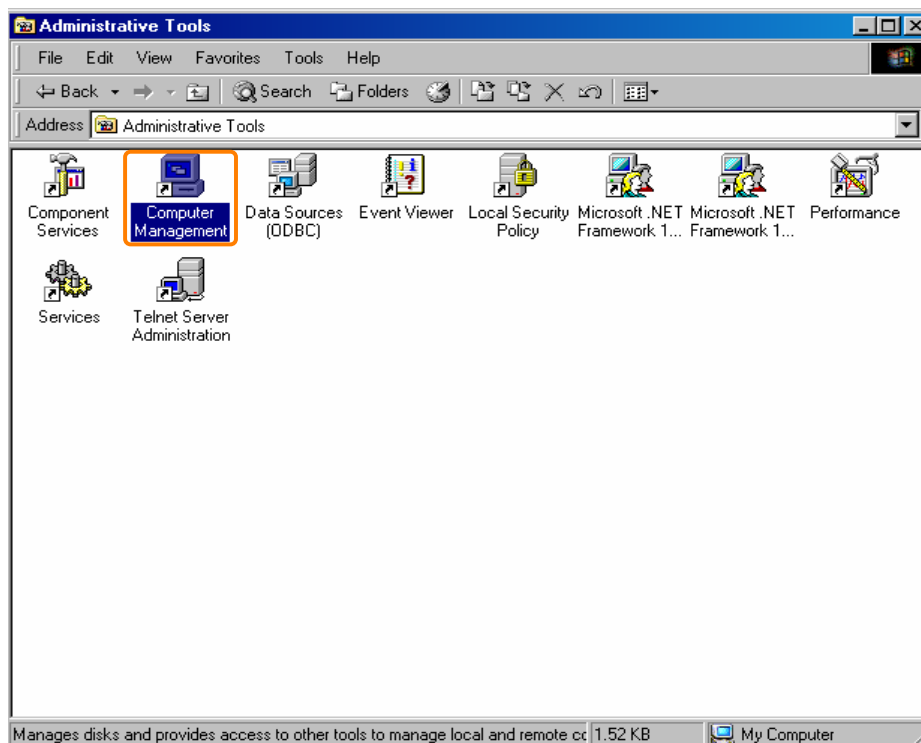 Administrative Tools
File Edit View Favorites Tools Help
Back Search Folders
Address Administrative Tools
Component Services
Computer Management
Data Sources (ODBC)
Event Viewer
Local Security Policy
Microsoft .NET Framework 1...
Microsoft .NET Framework 1...
Performance
Services
Telnet Server Administration
Manages disks and provides access to other tools to manage local and remote cc 1.52 KB My Computer